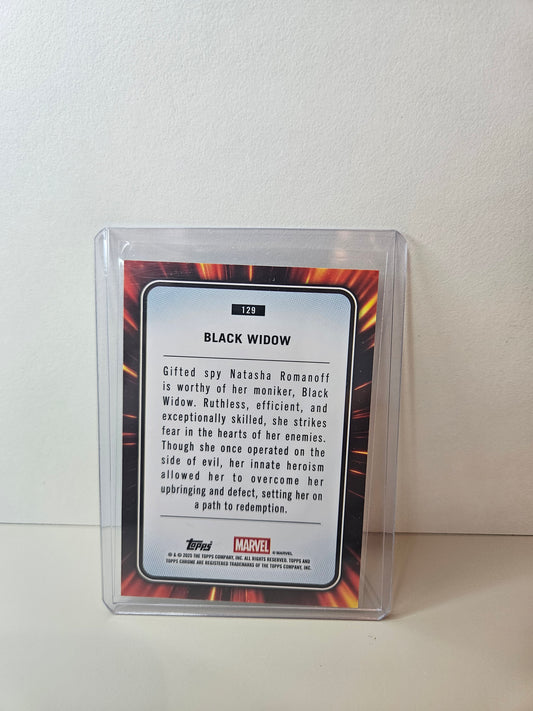 129
BLACK WIDOW
Gifted spy Natasha Romanoff
is worthy of her moniker, Black
Widow. Ruthless, efficient, and
exceptionally skilled, she strikes
fear in the hearts of her enemies.
Though she once operated on the
side of evil, her innate heroism
allowed her to overcome her
upbringing and defect, setting her on
a path to redemption.
Topps MARVEL © MARVEL
® & © 2025 THE TOPPS COMPANY, INC. ALL RIGHTS RESERVED. TOPPS AND
TOPPS CHROME ARE REGISTERED TRADEMARKS OF THE TOPPS COMPANY, INC.